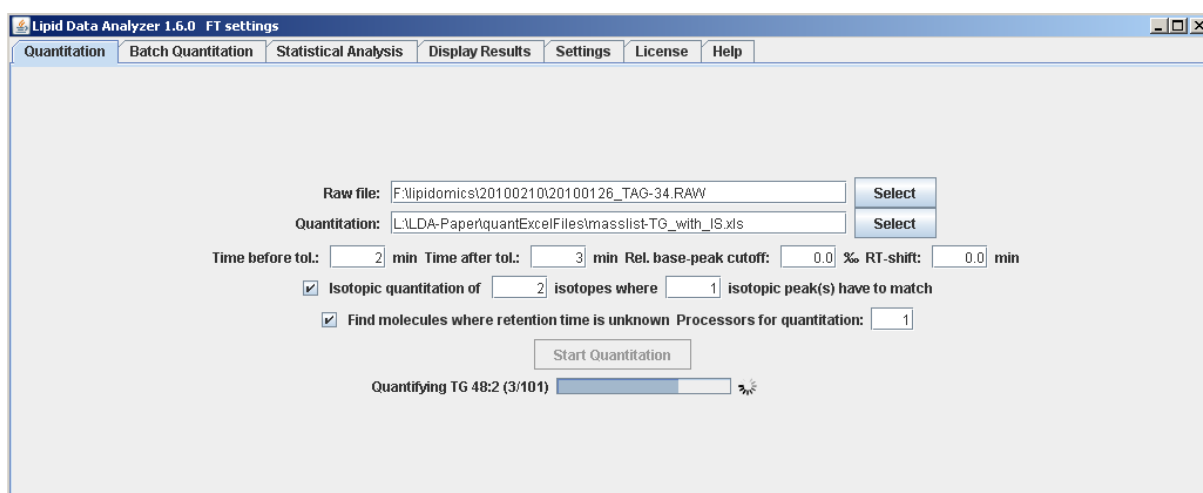 Lipid Data Analyzer 1.6.0 FT settings
Quantitation Batch Quantitation Statistical Analysis Display Results Settings License Help
Raw file: F:\lipidomics\20100210\20100126_TAG-34.RAW Select
Quantitation: L:\LDA-Paper\quantExcelFiles\masslist-TG_with_IS.xls Select
Time before tol.: 2 min Time after tol.: 3 min Rel. base-peak cutoff: 0.0 ‰ RT-shift: 0.0 min
Isotopic quantitation of 2 isotopes where 1 isotopic peak(s) have to match
Find molecules where retention time is unknown Processors for quantitation: 1
Start Quantitation
Quantifying TG 48:2 (3/101)